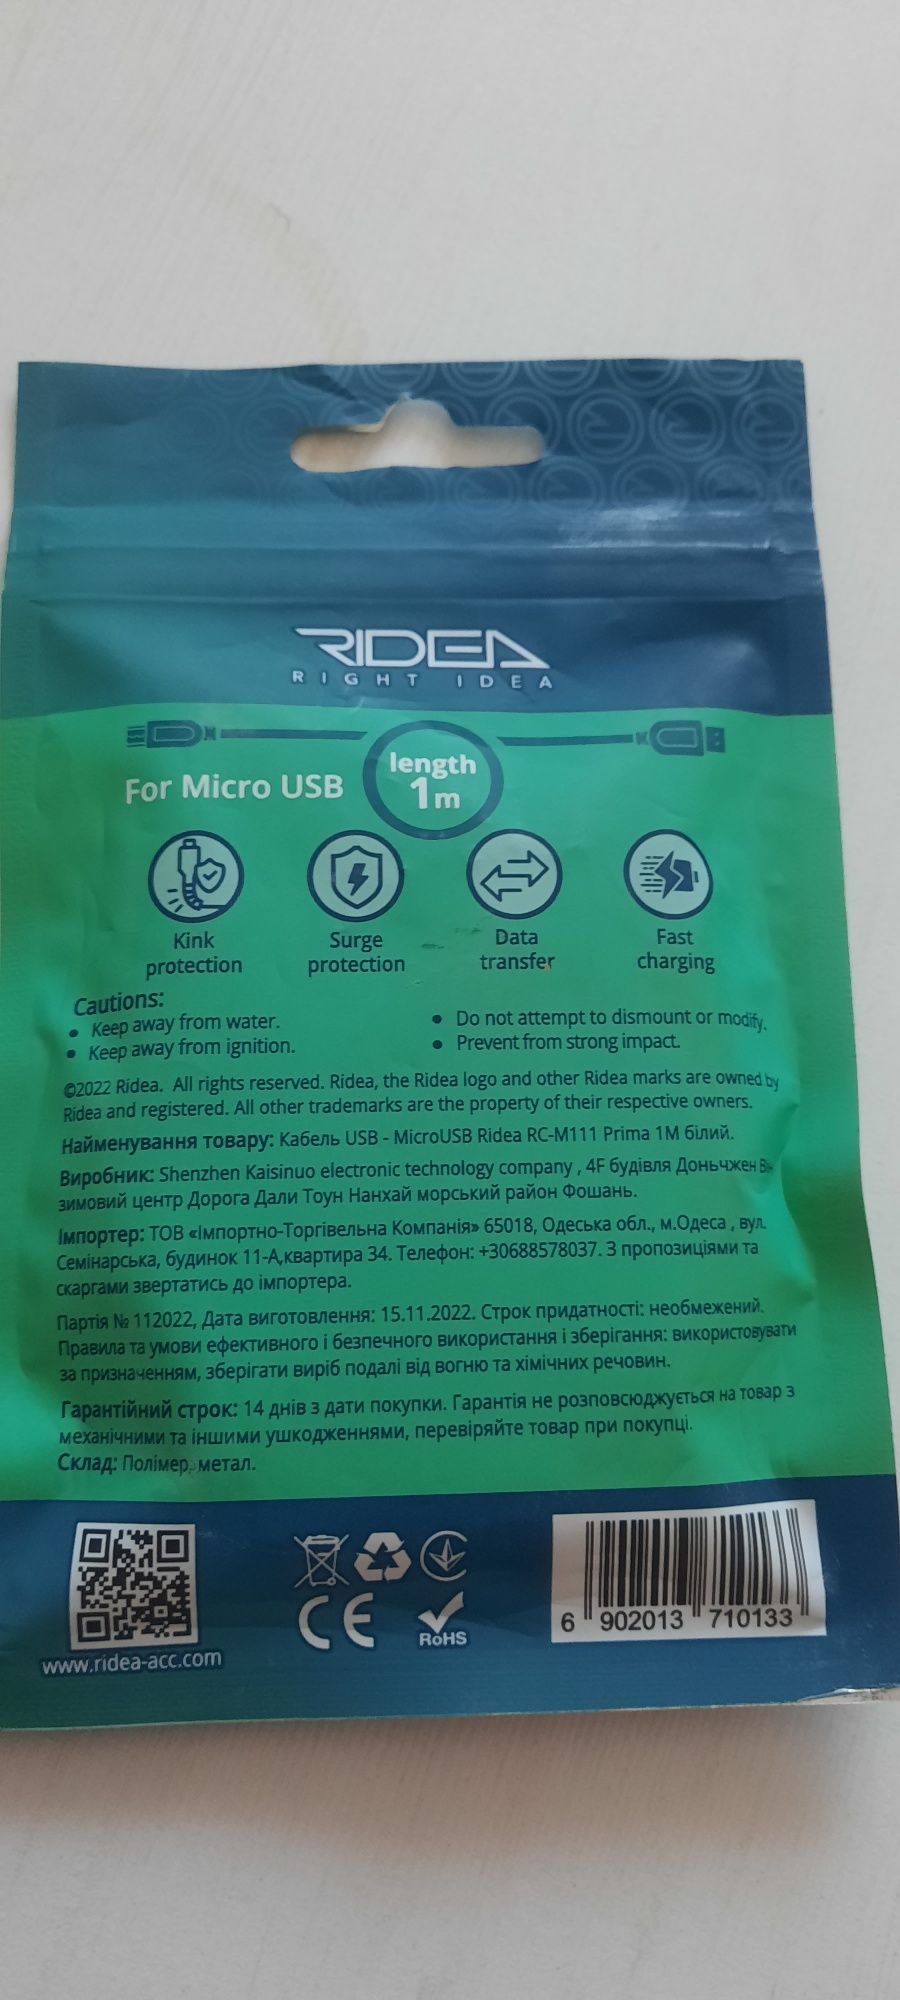 RIDEA
RIGHT IDEA
For Micro USB
length
1m
Kink
protection
Surge
protection
Data
transfer
Fast
charging
Cautions:
• Keep away from water.
• Keep away from ignition.
• Do not attempt to dismount or modify.
• Prevent from strong impact.
©2022 Ridea. All rights reserved. Ridea, the Ridea logo and other Ridea marks are owned by
Ridea and registered. All other trademarks are the property of their respective owners.
Найменування товару: Кабель USB - MicroUSB Ridea RC-M111 Prima 1M білий.
Виробник: Shenzhen Kaisinuo electronic technology company , 4F будівля Доньчжен
зимовий центр Дорога Дали Тоун Нанхай морський район Фошань.
Імпортер: ТОВ «Імпортно-Торгівельна Компанія» 65018, Одеська обл., м.Одеса , вул.
Семінарська, будинок 11-А,квартира 34. Телефон: +30688578037. З пропозиціями та
скаргами звертатись до імпортера.
Партія № 112022, Дата виготовлення: 15.11.2022. Строк придатності: необмежений.
Правила та умови ефективного і безпечного використання і зберігання: використовувати
за призначенням, зберігати виріб подалі від вогню та хімічних речовин.
Гарантійний строк: 14 днів з дати покупки. Гарантія не розповсюджується на товар з
механічними та іншими ушкодженнями, перевіряйте товар при покупці.
Склад: Полімер, метал.
www.ridea-acc.com
CE
RoHS
6 902013 710133